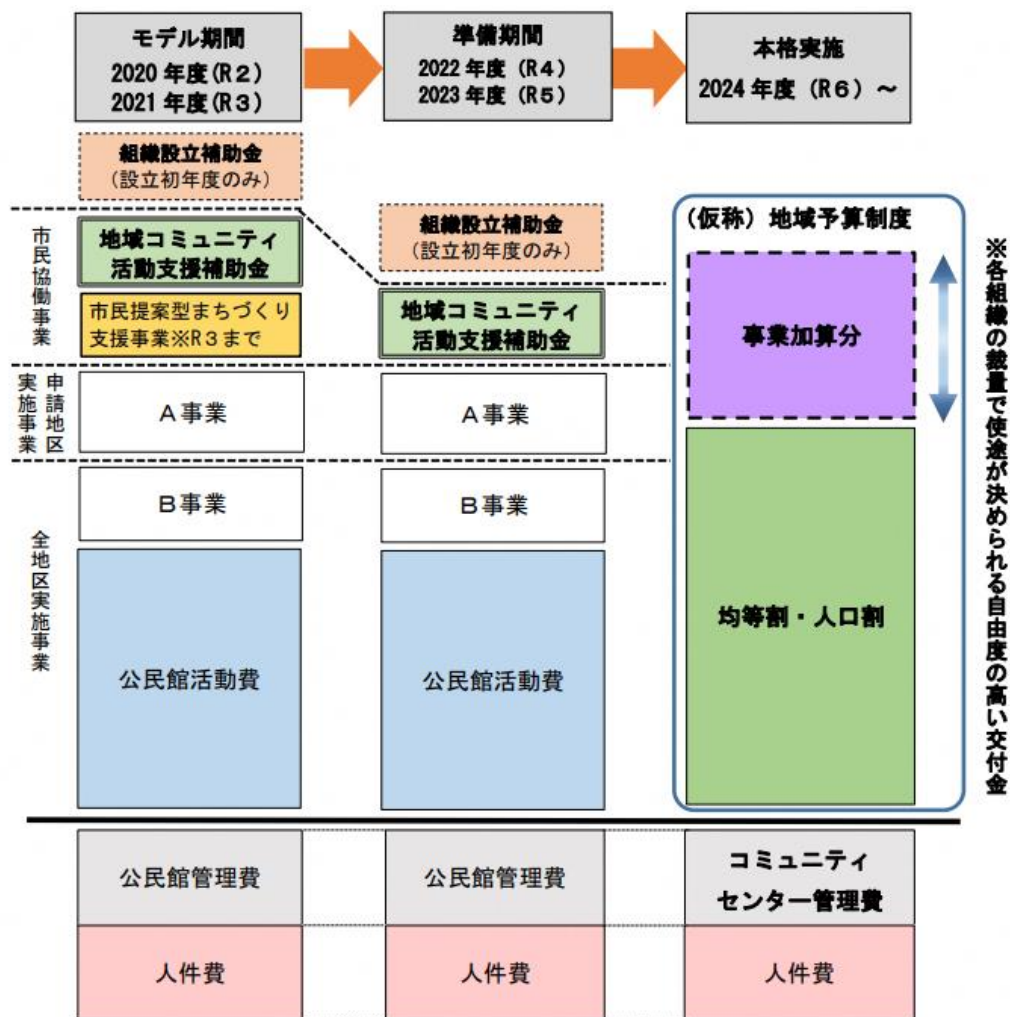 モデル期間
2020 年度(R2)
2021 年度(R3)
準備期間
2022 年度（R4）
2023 年度（R5）
本格実施
2024 年度（R6）～
組織設立補助金
（設立初年度のみ）
市民協働事業
地域コミュニティ
活動支援補助金
市民提案型まちづくり
支援事業※R3まで
組織設立補助金
（設立初年度のみ）
地域コミュニティ
活動支援補助金
申請地区
実施事業
A事業
A事業
全地区実施事業
B事業
B事業
公民館活動費
公民館活動費
（仮称）地域予算制度
事業加算分
均等割・人口割
※各組織の裁量で使途が決められる自由度の高い交付金
公民館管理費
公民館管理費
コミュニティ
センター管理費
人件費
人件費
人件費